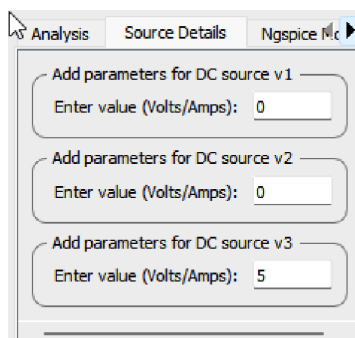 Analysis Source Details Ngspice
Add parameters for DC source v1
Enter value (Volts/Amps): 0
Add parameters for DC source v2
Enter value (Volts/Amps): 0
Add parameters for DC source v3
Enter value (Volts/Amps): 5